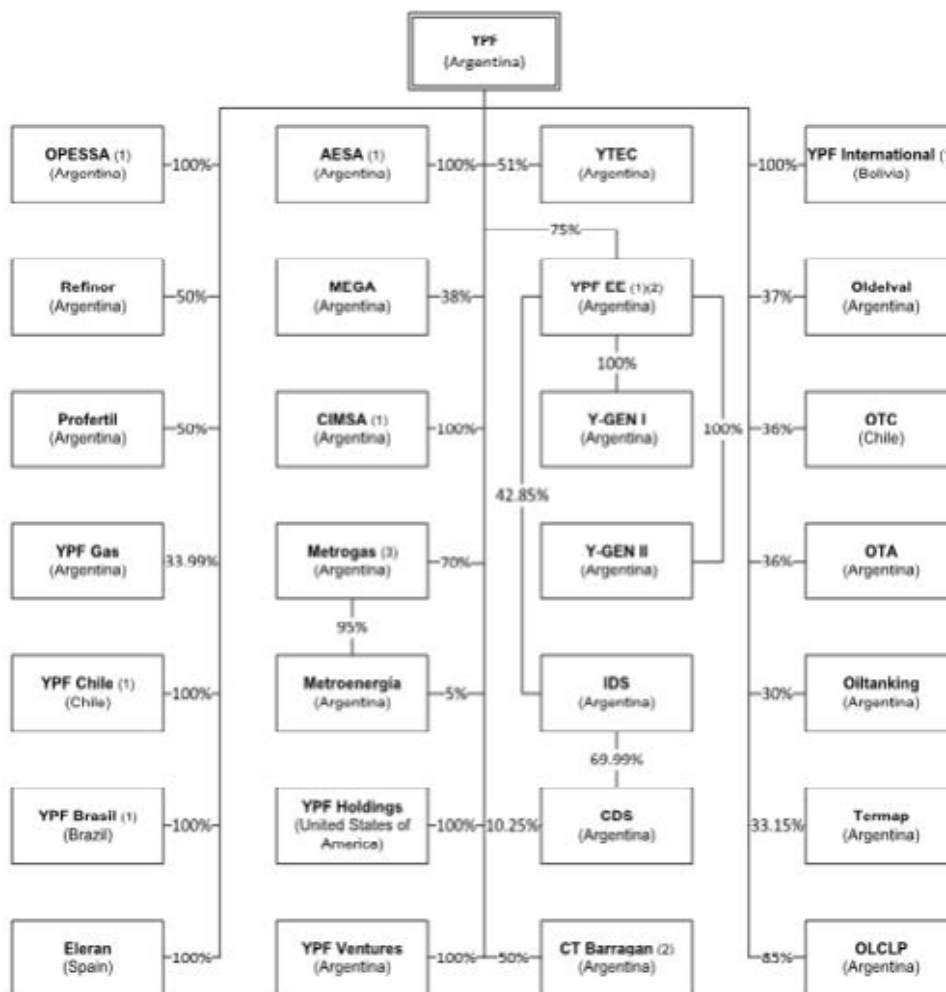 YPF
(Argentina)
OPESSA (1)
(Argentina)
100%
AESA (1)
(Argentina)
100%
51%
YTEC
(Argentina)
100%
YPF International (1
(Bolivia)
75%
Refinor
(Argentina)
50%
MEGA
(Argentina)
38%
YPF EE (1)(2)
(Argentina)
37%
Oldelval
(Argentina)
100%
Profertil
(Argentina)
50%
CIMSA (1)
(Argentina)
100%
Y-GEN I
(Argentina)
100%
36%
OTC
(Chile)
42.85%
YPF Gas
(Argentina)
33.99%
Metrogas (3)
(Argentina)
70%
Y-GEN II
(Argentina)
36%
OTA
(Argentina)
95%
YPF Chile (1)
(Chile)
100%
Metroenergía
(Argentina)
5%
IDS
(Argentina)
30%
Oiltanking
(Argentina)
69.99%
YPF Brasil (1)
(Brazil)
100%
YPF Holdings
(United States of
America)
100%
10.25%
CDS
(Argentina)
33.15%
Termap
(Argentina)
Eleran
(Spain)
100%
YPF Ventures
(Argentina)
100%
50%
CT Barragan (2)
(Argentina)
85%
OLCLP
(Argentina)